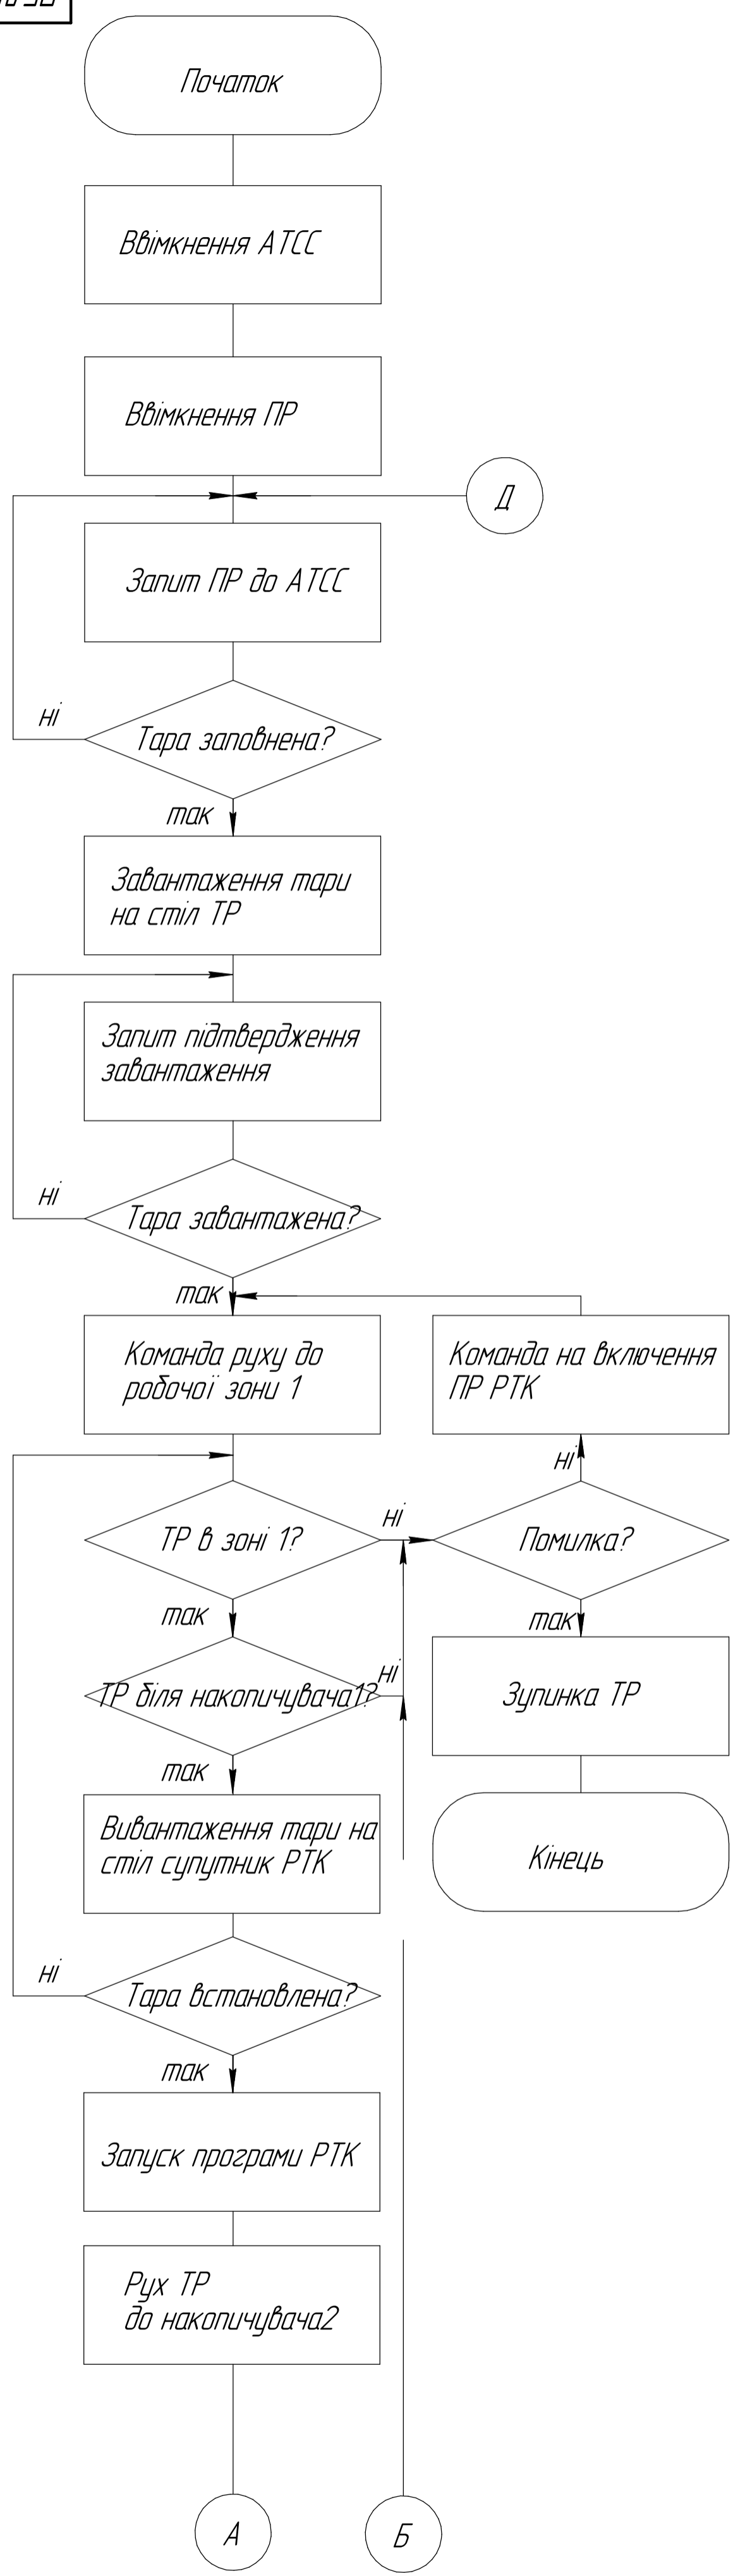 Початок
Ввімкнення АТСС
Ввімкнення ПР
Д
Запит ПР до АТСС
ні
Тара заповнена?
так
Завантаження тари
на стіл ТР
Запит підтвердження
завантаження
ні
Тара завантажена?
так
Команда руху до
робочої зони 1
Команда на включення
ПР РТК
ні
ТР в зоні 1?
ні
Помилка?
так
так
ТР біля накопичувача1?
ні
Зупинка ТР
так
Вивантаження тари на
стіл супутник РТК
Кінець
ні
Тара встановлена?
так
Запуск програми РТК
Рух ТР
до накопичувача2
А
Б